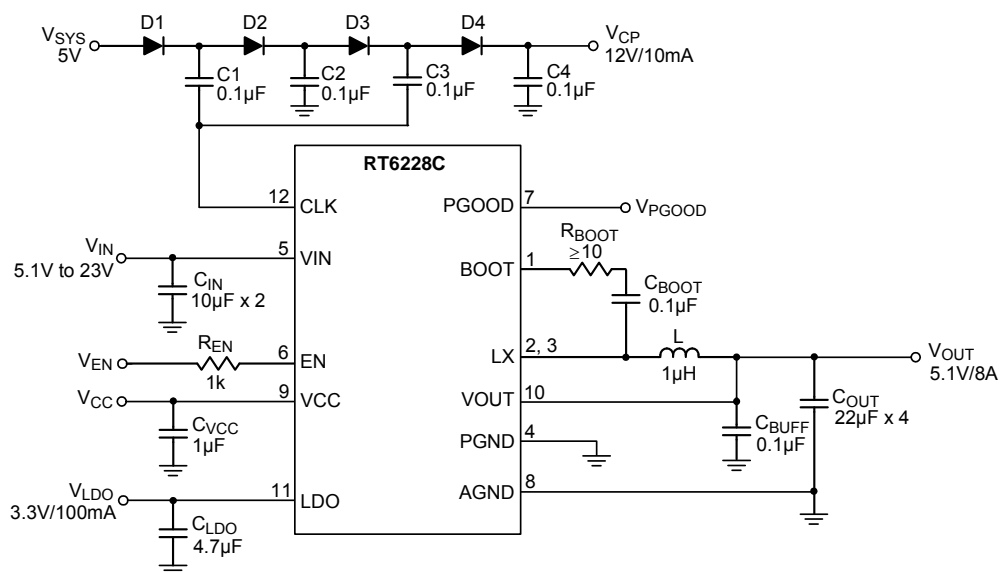 D1 D2 D3 D4
VSYS
5V
VCP
12V/10mA
C1
0.1µF
C2
0.1µF
C3
0.1µF
C4
0.1µF
RT6228C
12 CLK
PGOOD 7 VPGOOD
VIN
5.1V to 23V
5 VIN
CIN
10µF x 2
RBOOT
≥10
BOOT 1
CBOOT
0.1µF
VEN
REN
1k
6 EN
LX 2, 3
L
1µH
VOUT
5.1V/8A
VCC
9 VCC
CVCC
1µF
VOUT 10
COUT
22µF x 4
CBUFF
0.1µF
PGND 4
VLDO
3.3V/100mA
11 LDO
CLDO
4.7µF
AGND 8